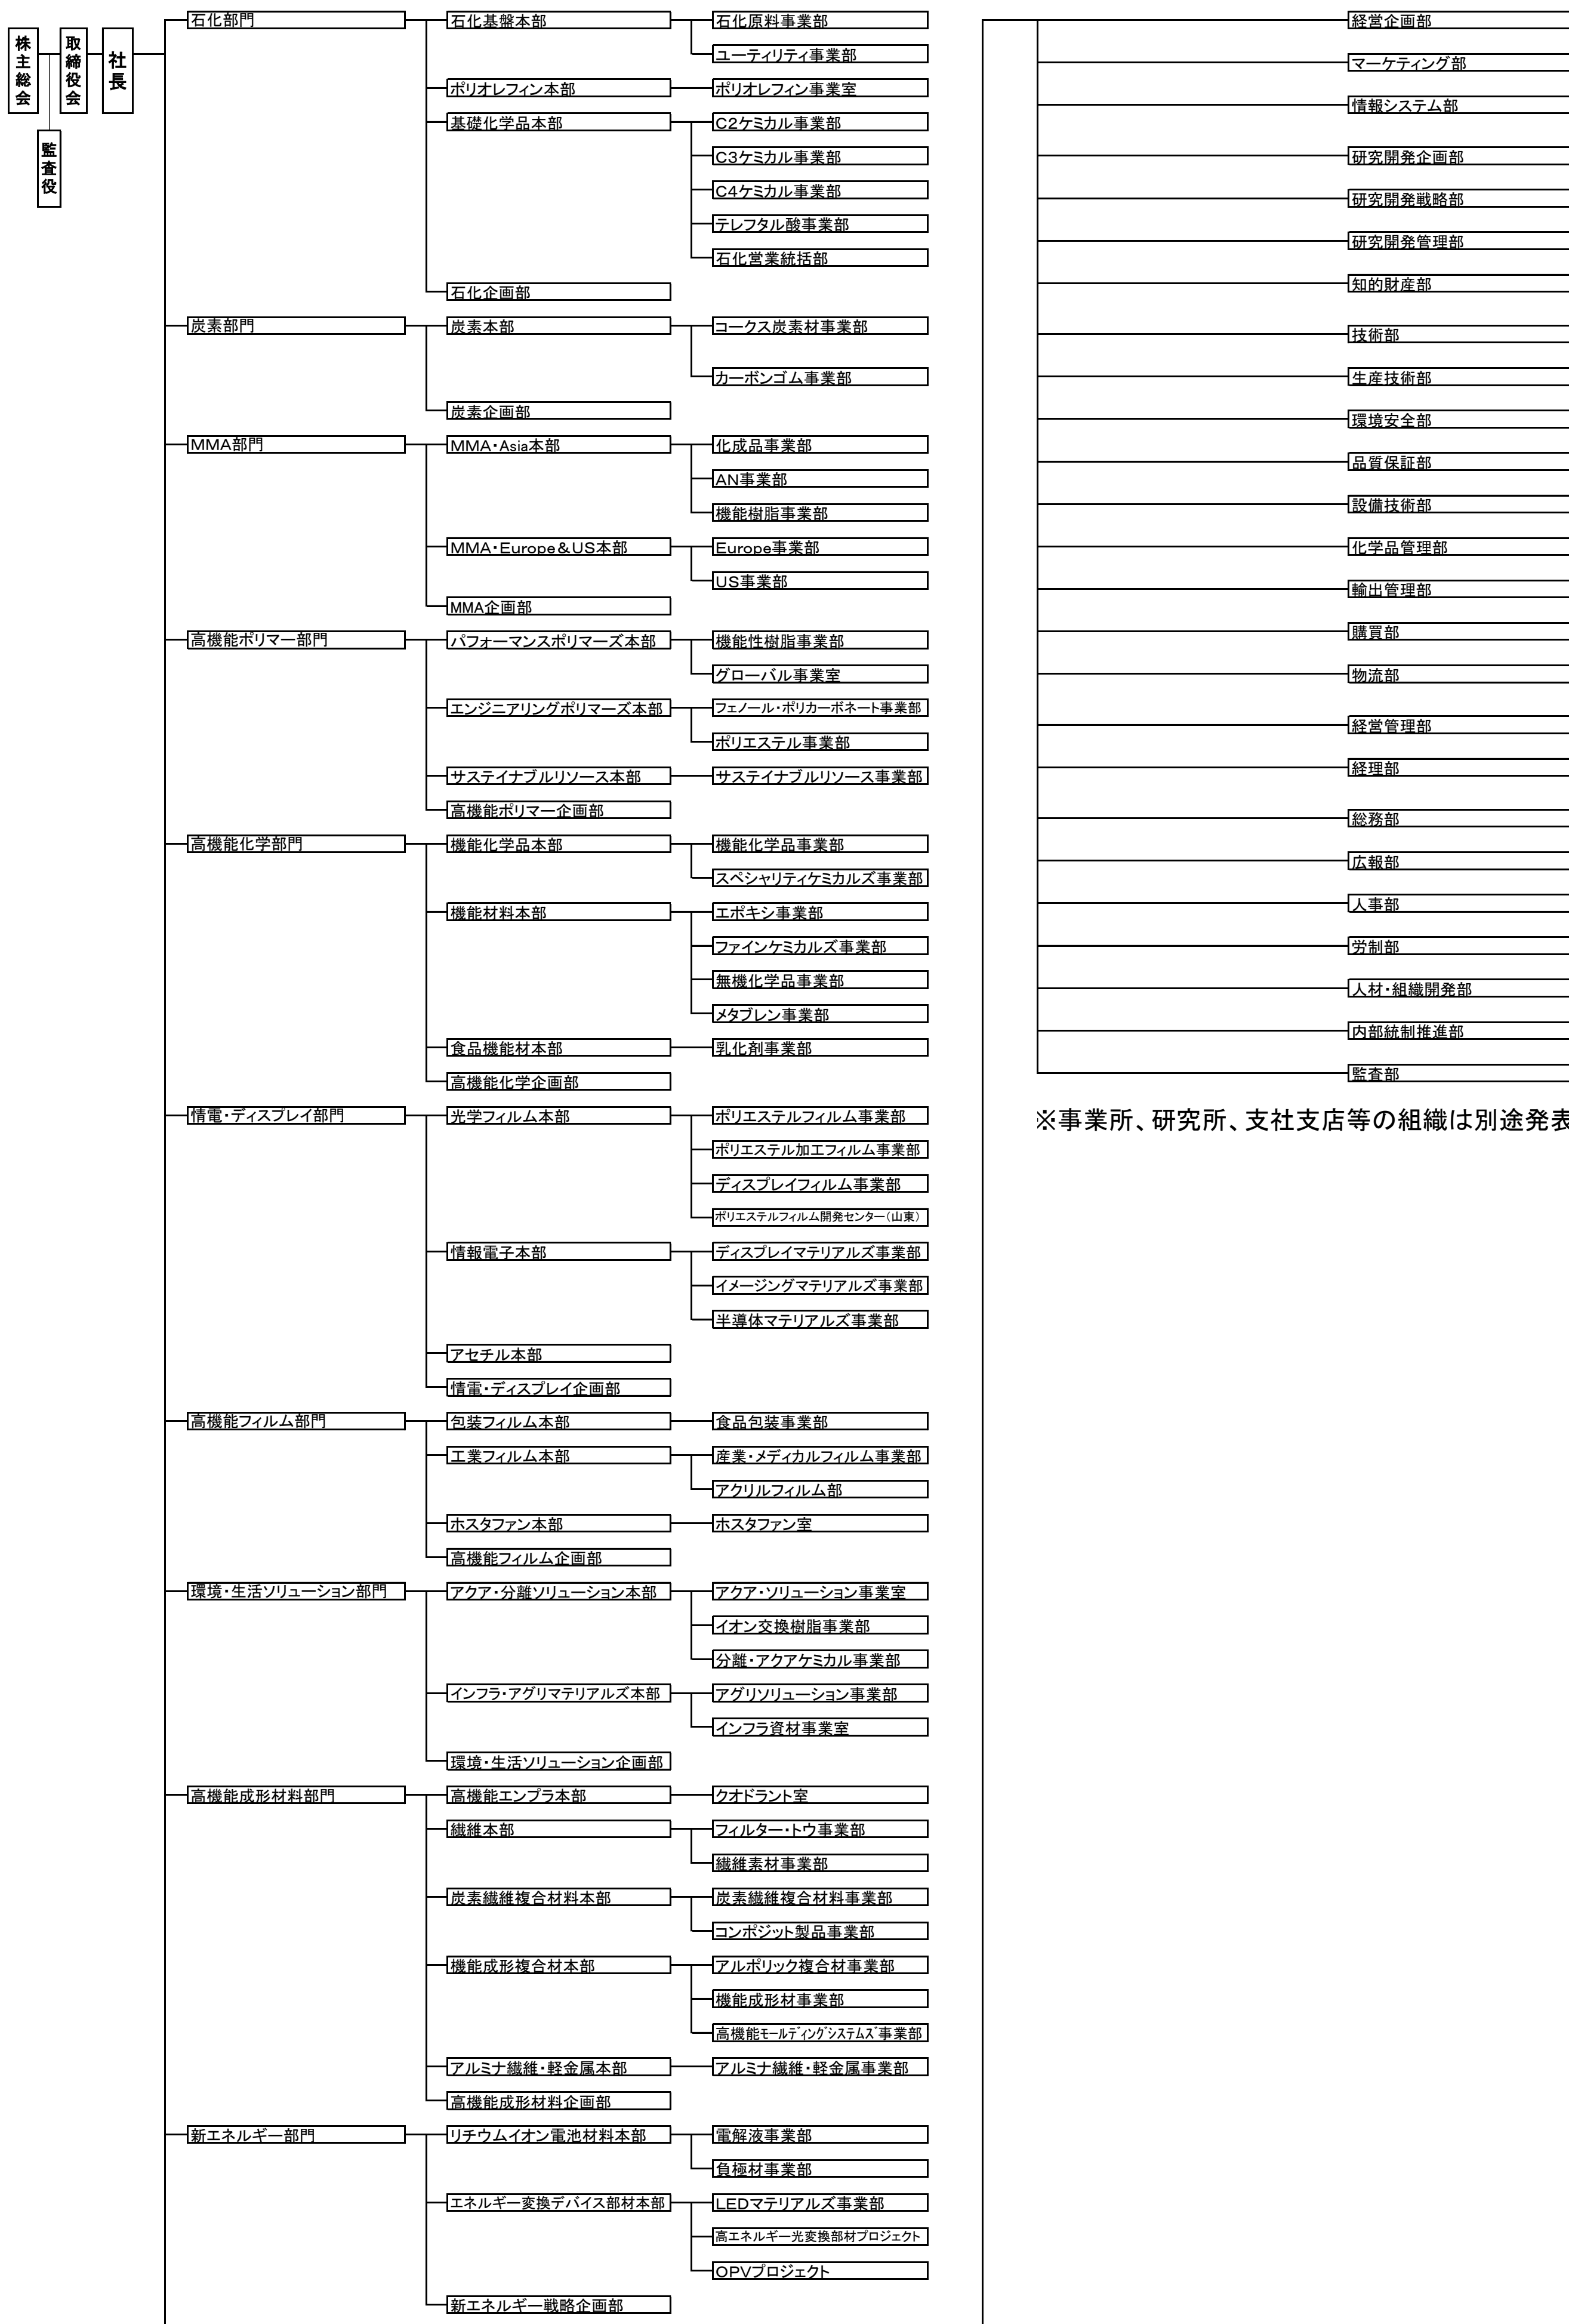 株主総会
取締役会
社長
監査役
石化部門
石化基盤本部
石化原料事業部
ユーティリティ事業部
ポリオレフィン本部
ポリオレフィン事業室
基礎化学品本部
C2ケミカル事業部
C3ケミカル事業部
C4ケミカル事業部
テレフタル酸事業部
石化営業統括部
石化企画部
炭素部門
炭素本部
コークス炭素材事業部
カーボンゴム事業部
炭素企画部
MMA部門
MMA・Asia本部
化成品事業部
AN事業部
機能樹脂事業部
MMA・Europe＆US本部
Europe事業部
US事業部
MMA企画部
高機能ポリマー部門
パフォーマンスポリマーズ本部
機能性樹脂事業部
グローバル事業室
エンジニアリングポリマーズ本部
フェノール・ポリカーボネート事業部
ポリエステル事業部
サステイナブルリソース本部
サステイナブルリソース事業部
高機能ポリマー企画部
高機能化学部門
機能化学品本部
機能化学品事業部
スペシャリティケミカルズ事業部
機能材料本部
エポキシ事業部
ファインケミカルズ事業部
無機化学品事業部
メタブレン事業部
食品機能材本部
乳化剤事業部
高機能化学企画部
情電・ディスプレイ部門
光学フィルム本部
ポリエステルフィルム事業部
ポリエステル加工フィルム事業部
ディスプレイフィルム事業部
ポリエステルフィルム開発センター（山東）
情報電子本部
ディスプレイマテリアルズ事業部
イメージングマテリアルズ事業部
半導体マテリアルズ事業部
アセチル本部
情電・ディスプレイ企画部
高機能フィルム部門
包装フィルム本部
食品包装事業部
工業フィルム本部
産業・メディカルフィルム事業部
アクリルフィルム部
ホスタファン本部
ホスタファン室
高機能フィルム企画部
環境・生活ソリューション部門
アクア・分離ソリューション本部
アクア・ソリューション事業室
イオン交換樹脂事業部
分離・アクアケミカル事業部
インフラ・アグリマテリアルズ本部
アグリソリューション事業部
インフラ資材事業室
環境・生活ソリューション企画部
高機能成形材料部門
高機能エンプラ本部
クオドラント室
繊維本部
フィルター・トウ事業部
繊維素材事業部
炭素繊維複合材料本部
炭素繊維複合材料事業部
コンポジット製品事業部
機能成形複合材本部
アルポリック複合材事業部
機能成形材事業部
高機能ﾓｰﾙﾃﾞｨﾝｸﾞｼｽﾃﾑｽﾞ事業部
アルミナ繊維・軽金属本部
アルミナ繊維・軽金属事業部
高機能成形材料企画部
新エネルギー部門
リチウムイオン電池材料本部
電解液事業部
負極材事業部
エネルギー変換デバイス部材本部
LEDマテリアルズ事業部
高エネルギー光変換部材プロジェクト
OPVプロジェクト
新エネルギー戦略企画部
経営企画部
マーケティング部
情報システム部
研究開発企画部
研究開発戦略部
研究開発管理部
知的財産部
技術部
生産技術部
環境安全部
品質保証部
設備技術部
化学品管理部
輸出管理部
購買部
物流部
経営管理部
経理部
総務部
広報部
人事部
労制部
人材・組織開発部
内部統制推進部
監査部
※事業所、研究所、支社支店等の組織は別途発表